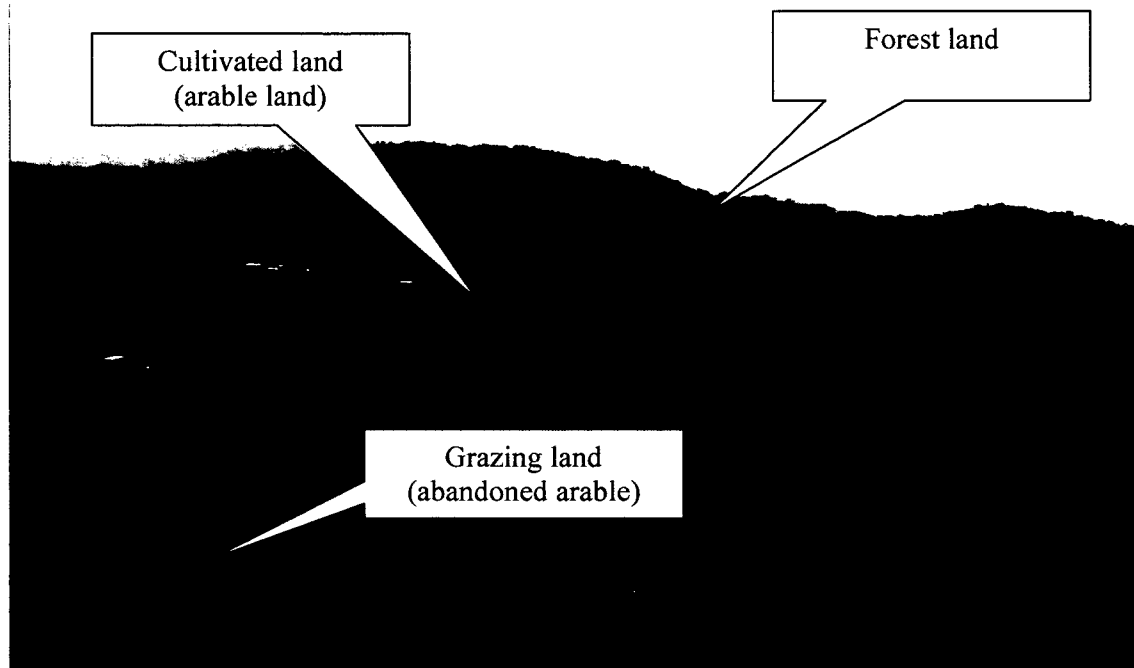 Cultivated land
(arable land)
Forest land
Grazing land
(abandoned arable)